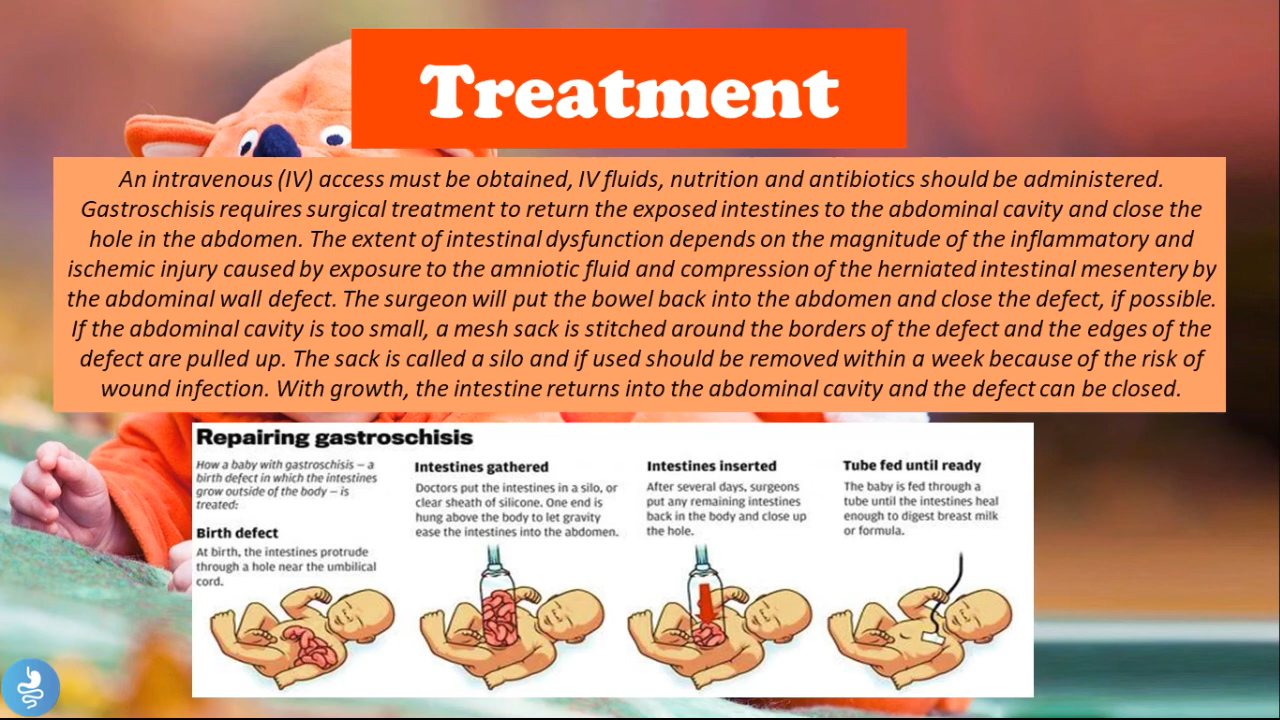 Treatment
An intravenous (IV) access must be obtained, IV fluids, nutrition and antibiotics should be administered.
Gastroschisis requires surgical treatment to return the exposed intestines to the abdominal cavity and close the
hole in the abdomen. The extent of intestinal dysfunction depends on the magnitude of the inflammatory and
ischemic injury caused by exposure to the amniotic fluid and compression of the herniated intestinal mesentery by
the abdominal wall defect. The surgeon will put the bowel back into the abdomen and close the defect, if possible.
If the abdominal cavity is too small, a mesh sack is stitched around the borders of the defect and the edges of the
defect are pulled up. The sack is called a silo and if used should be removed within a week because of the risk of
wound infection. With growth, the intestine returns into the abdominal cavity and the defect can be closed.
Repairing gastroschisis
How a baby with gastroschisis – a
birth defect in which the intestines
grow outside of the body – is
treated:
Birth defect
At birth, the intestines protrude
through a hole near the umbilical
cord.
Intestines gathered
Doctors put the intestines in a silo, or
clear sheath of silicone. One end is
hung above the body to let gravity
ease the intestines into the abdomen.
Intestines inserted
After several days, surgeons
put any remaining intestines
back in the body and close up
the hole.
Tube fed until ready
The baby is fed through a
tube until the intestines heal
enough to digest breast milk
or formula.